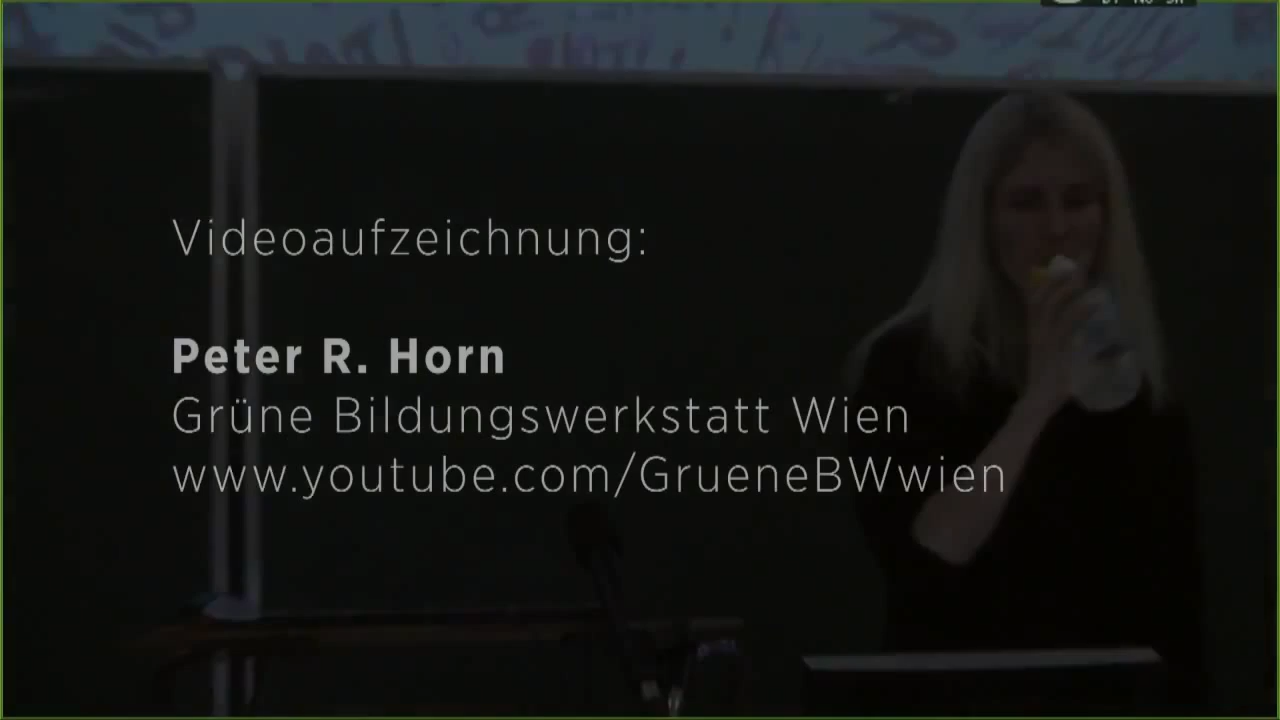 Videoaufzeichnung:
Peter R. Horn
Grüne Bildungswerkstatt Wien
www.youtube.com/GrueneBWwien